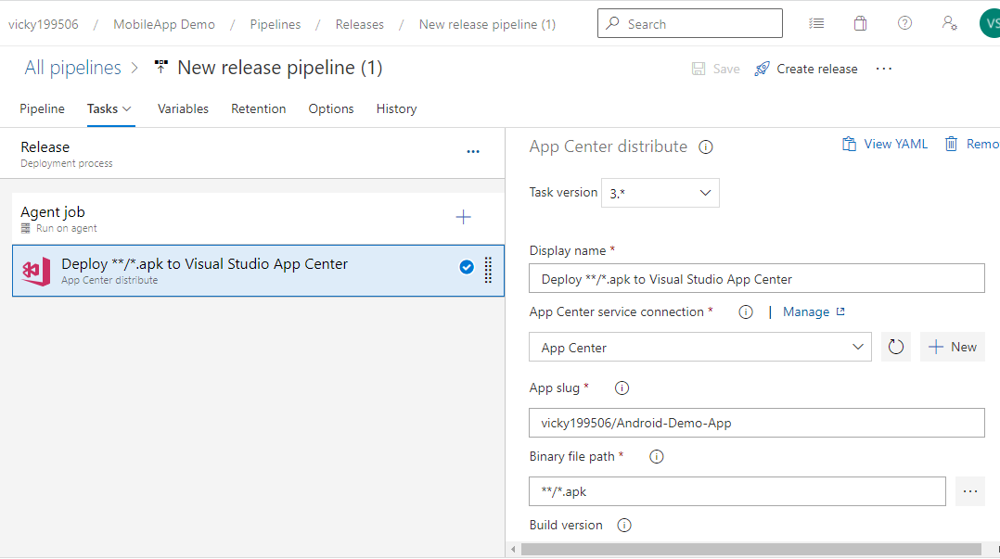 vicky199506 / MobileApp Demo / Pipelines / Releases / New release pipeline (1)
Search
VS
All pipelines > New release pipeline (1)
Save
Create release
...
Pipeline Tasks Variables Retention Options History
Release
Deployment process
...
Agent job
Run on agent
Deploy **/*.apk to Visual Studio App Center
App Center distribute
App Center distribute
View YAML
Remo
Task version 3.*
Display name *
Deploy **/*.apk to Visual Studio App Center
App Center service connection * | Manage
App Center
New
App slug *
vicky199506/Android-Demo-App
Binary file path *
**/*.apk
...
Build version